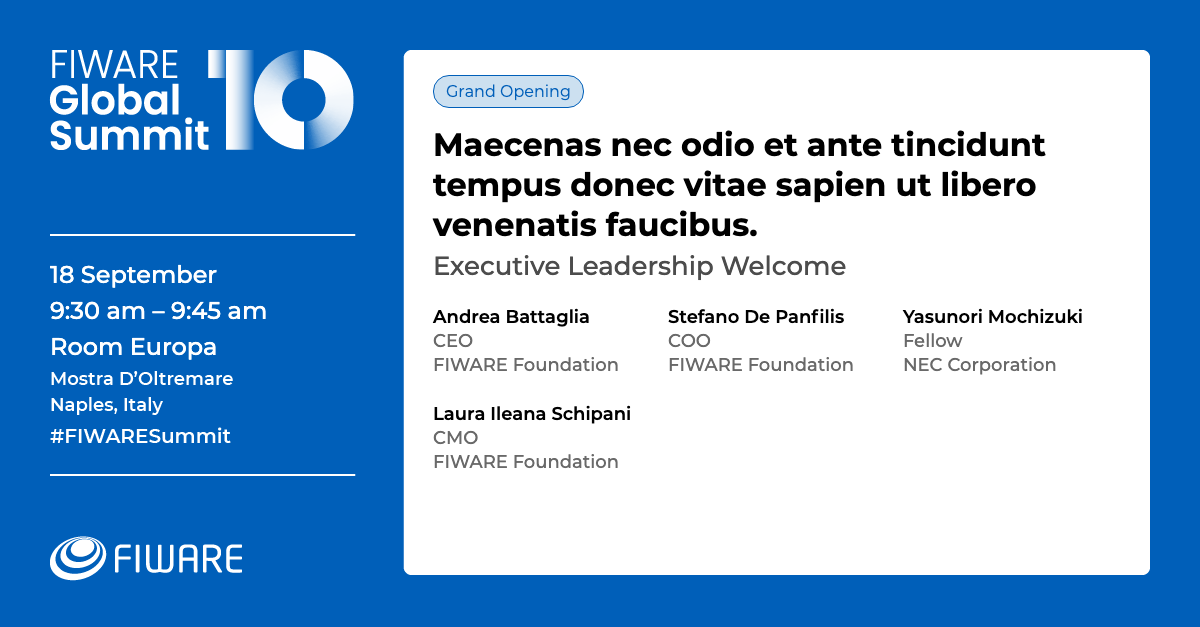 FIWARE
Global
Summit
10
18 September
9:30 am – 9:45 am
Room Europa
Mostra D’Oltremare
Naples, Italy
#FIWARESummit
FIWARE
Grand Opening
Maecenas nec odio et ante tincidunt
tempus donec vitae sapien ut libero
venenatis faucibus.
Executive Leadership Welcome
Andrea Battaglia
CEO
FIWARE Foundation
Stefano De Panfilis
COO
FIWARE Foundation
Yasunori Mochizuki
Fellow
NEC Corporation
Laura Ileana Schipani
CMO
FIWARE Foundation